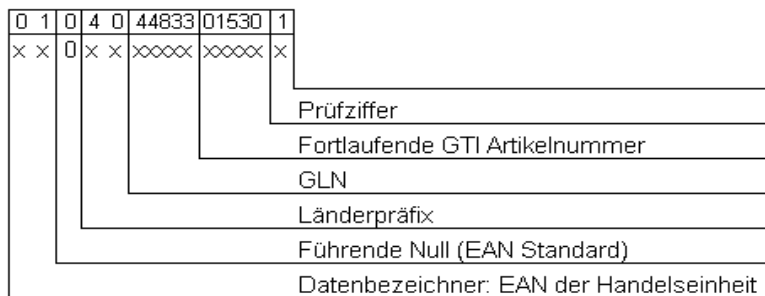 0 1 0 4 0 44833 01530 1
x x 0 x x xxxxx xxxxx x
Prüfziffer
Fortlaufende GTI Artikelnummer
GLN
Länderpräfix
Führende Null (EAN Standard)
Datenbezeichner: EAN der Handelseinheit